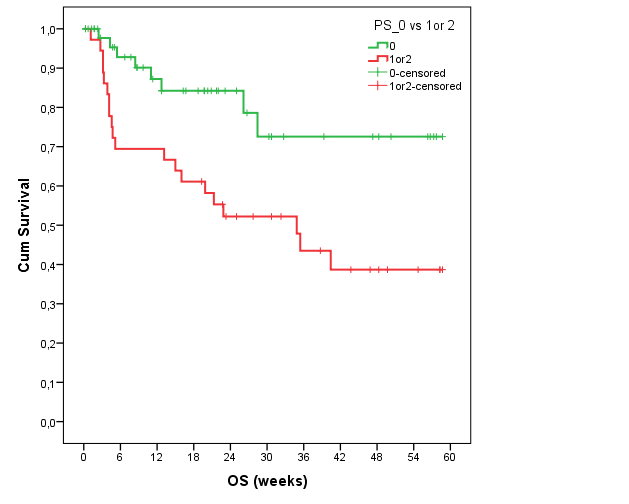 PS_0 vs 1or 2
0
1or2
0-censored
1or2-censored
1,0
0,9
0,8
0,7
0,6
0,5
0,4
0,3
0,2
0,1
0,0
Cum Survival
0 6 12 18 24 30 36 42 48 54 60
OS (weeks)